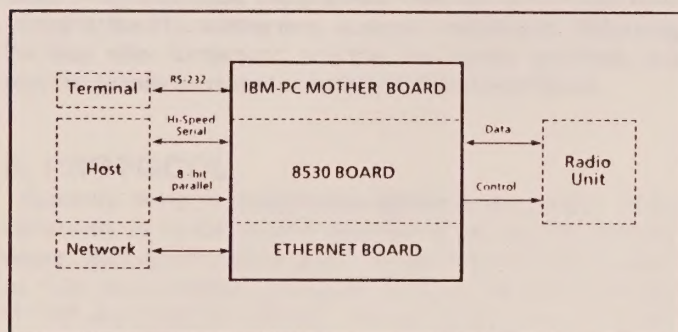 Terminal
RS-232
IBM-PC MOTHER BOARD
Hi-Speed
Serial
Host
8-bit
parallel
8530 BOARD
Data
Control
Radio
Unit
Network
ETHERNET BOARD